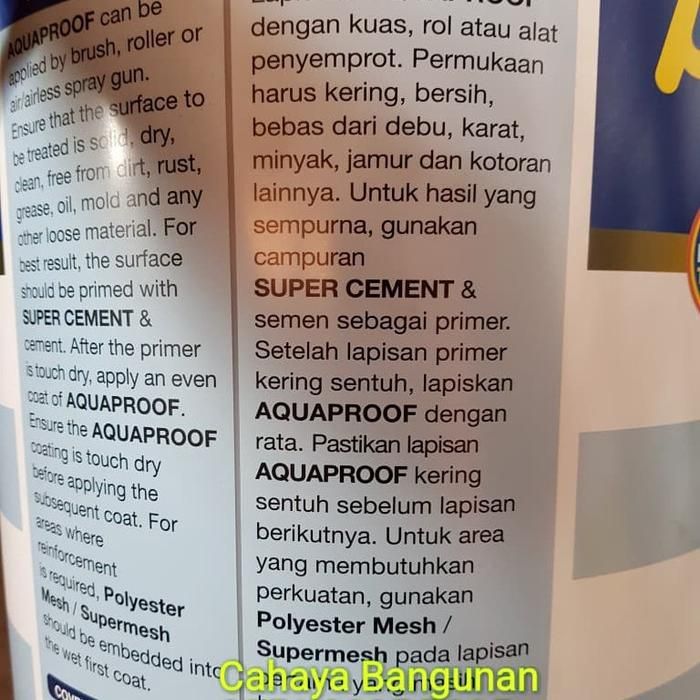 AQUAPROOF can be
applied by brush, roller or
air/airless spray gun.
Ensure that the surface to
be treated is solid, dry,
clean, free from dirt, rust,
grease, oil, mold and any
other loose material. For
best result, the surface
should be primed with
SUPER CEMENT &
cement. After the primer
is touch dry, apply an even
coat of AQUAPROOF.
Ensure the AQUAPROOF
coating is touch dry
before applying the
subsequent coat. For
areas where
reinforcement
is required, Polyester
Mesh / Supermesh
should be embedded into
the wet first coat.
dengan kuas, rol atau alat
penyemprot. Permukaan
harus kering, bersih,
bebas dari debu, karat,
minyak, jamur dan kotoran
lainnya. Untuk hasil yang
sempurna, gunakan
campuran
SUPER CEMENT &
semen sebagai primer.
Setelah lapisan primer
kering sentuh, lapiskan
AQUAPROOF dengan
rata. Pastikan lapisan
AQUAPROOF kering
sentuh sebelum lapisan
berikutnya. Untuk area
yang membutuhkan
perkuatan, gunakan
Polyester Mesh /
Supermesh pada lapisan
Cahaya Bangunan